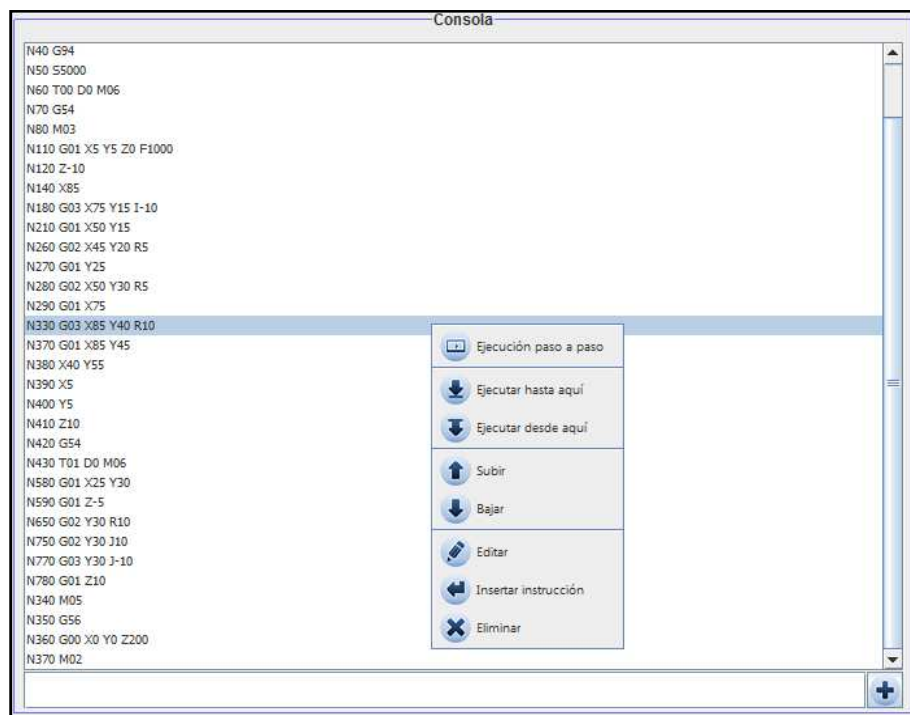 Consola
N40 G94
N50 S5000
N60 T00 D0 M06
N70 G54
N80 M03
N110 G01 X5 Y5 Z0 F1000
N120 Z-10
N140 X85
N180 G03 X75 Y15 I-10
N210 G01 X50 Y15
N260 G02 X45 Y20 R5
N270 G01 Y25
N280 G02 X50 Y30 R5
N290 G01 X75
N330 G03 X85 Y40 R10
N370 G01 X85 Y45
N380 X40 Y55
N390 X5
N400 Y5
N410 Z10
N420 G54
N430 T01 D0 M06
N580 G01 X25 Y30
N590 G01 Z-5
N650 G02 Y30 R10
N750 G02 Y30 J10
N770 G03 Y30 J-10
N780 G01 Z10
N340 M05
N350 G56
N360 G00 X0 Y0 Z200
N370 M02
Ejecución paso a paso
Ejecutar hasta aquí
Ejecutar desde aquí
Subir
Bajar
Editar
Insertar instrucción
Eliminar